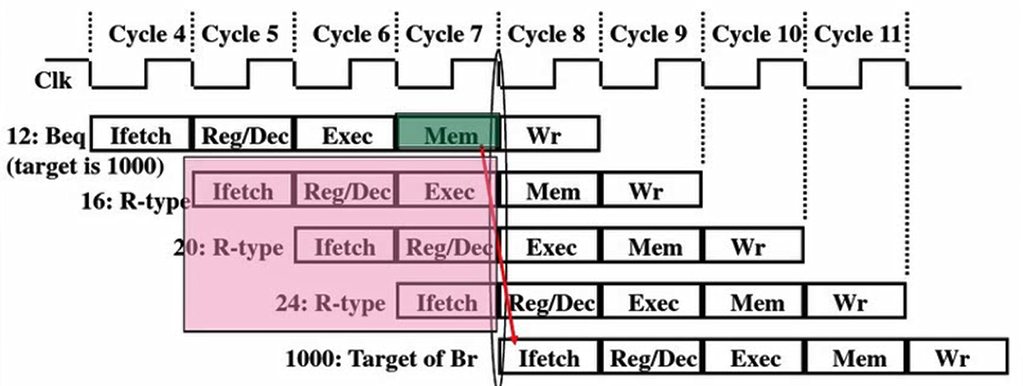 Cycle 4 Cycle 5 Cycle 6 Cycle 7 Cycle 8 Cycle 9 Cycle 10 Cycle 11
Clk
12: Beq Ifetch Reg/Dec Exec Mem Wr
(target is 1000)
16: R-type Ifetch Reg/Dec Exec Mem Wr
20: R-type Ifetch Reg/Dec Exec Mem Wr
24: R-type Ifetch Reg/Dec Exec Mem Wr
1000: Target of Br Ifetch Reg/Dec Exec Mem Wr